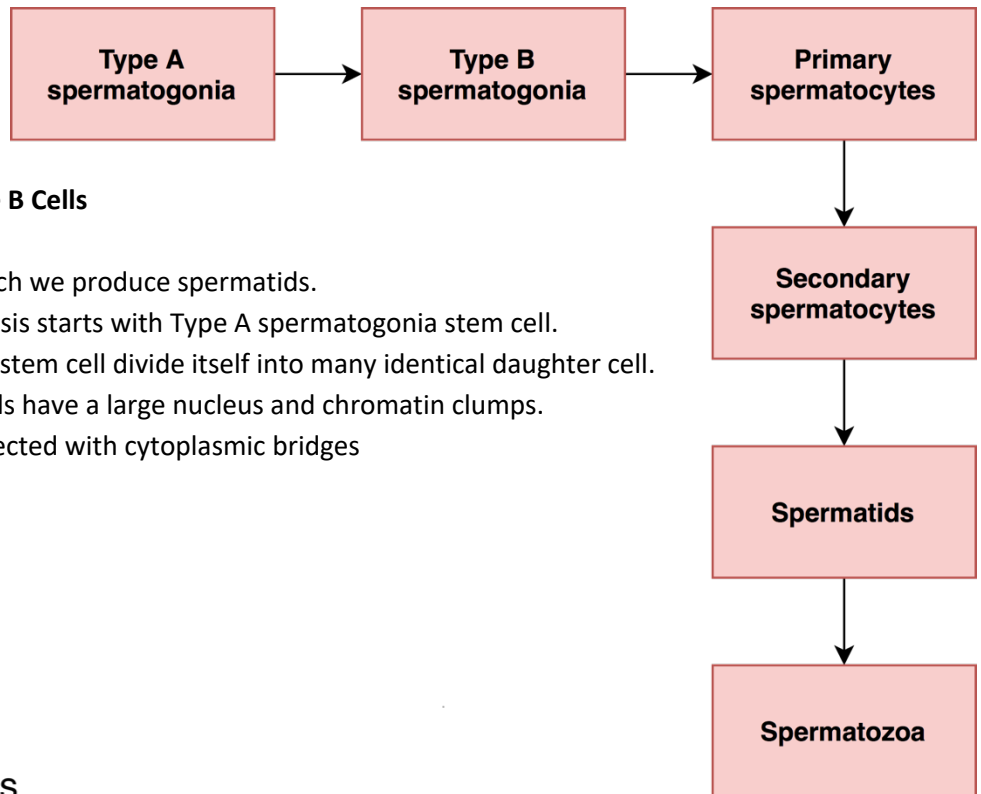 Type A
spermatogonia
Type B
spermatogonia
Primary
spermatocytes
B Cells
ch we produce spermatids.
sis starts with Type A spermatogonia stem cell.
stem cell divide itself into many identical daughter cell.
ls have a large nucleus and chromatin clumps.
ected with cytoplasmic bridges
Secondary
spermatocytes
Spermatids
Spermatozoa
s